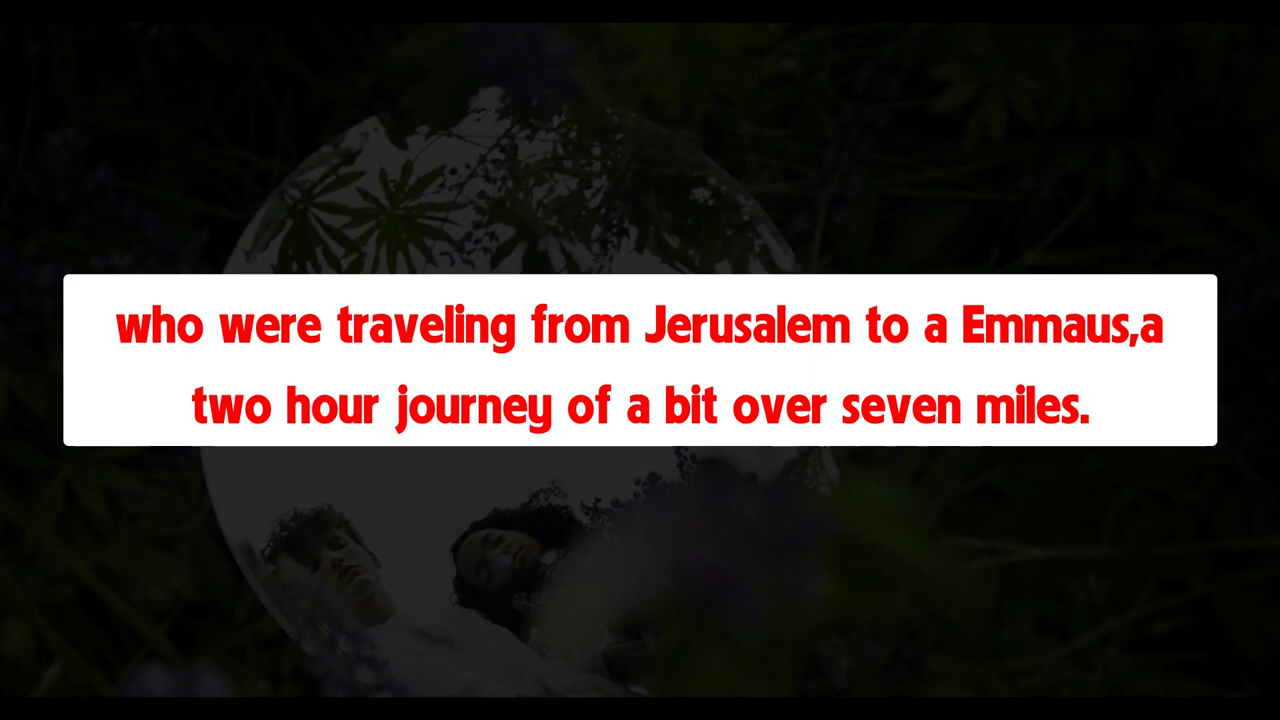 who were traveling from Jerusalem to a Emmaus,a
two hour journey of a bit over seven miles.